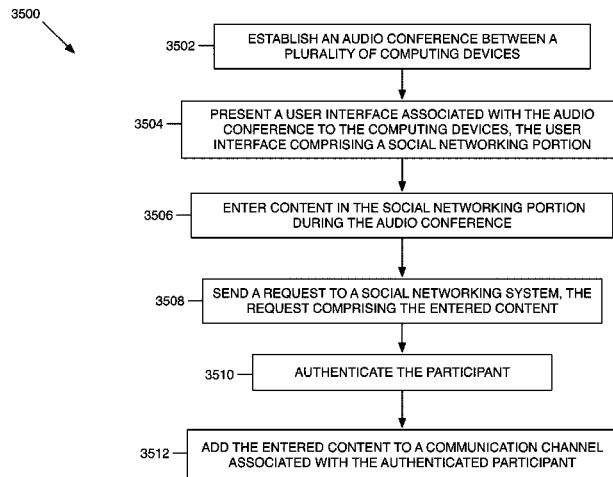 3500
3502
ESTABLISH AN AUDIO CONFERENCE BETWEEN A
PLURALITY OF COMPUTING DEVICES
3504
PRESENT A USER INTERFACE ASSOCIATED WITH THE AUDIO
CONFERENCE TO THE COMPUTING DEVICES, THE USER
INTERFACE COMPRISING A SOCIAL NETWORKING PORTION
3506
ENTER CONTENT IN THE SOCIAL NETWORKING PORTION
DURING THE AUDIO CONFERENCE
3508
SEND A REQUEST TO A SOCIAL NETWORKING SYSTEM, THE
REQUEST COMPRISING THE ENTERED CONTENT
3510
AUTHENTICATE THE PARTICIPANT
3512
ADD THE ENTERED CONTENT TO A COMMUNICATION CHANNEL
ASSOCIATED WITH THE AUTHENTICATED PARTICIPANT